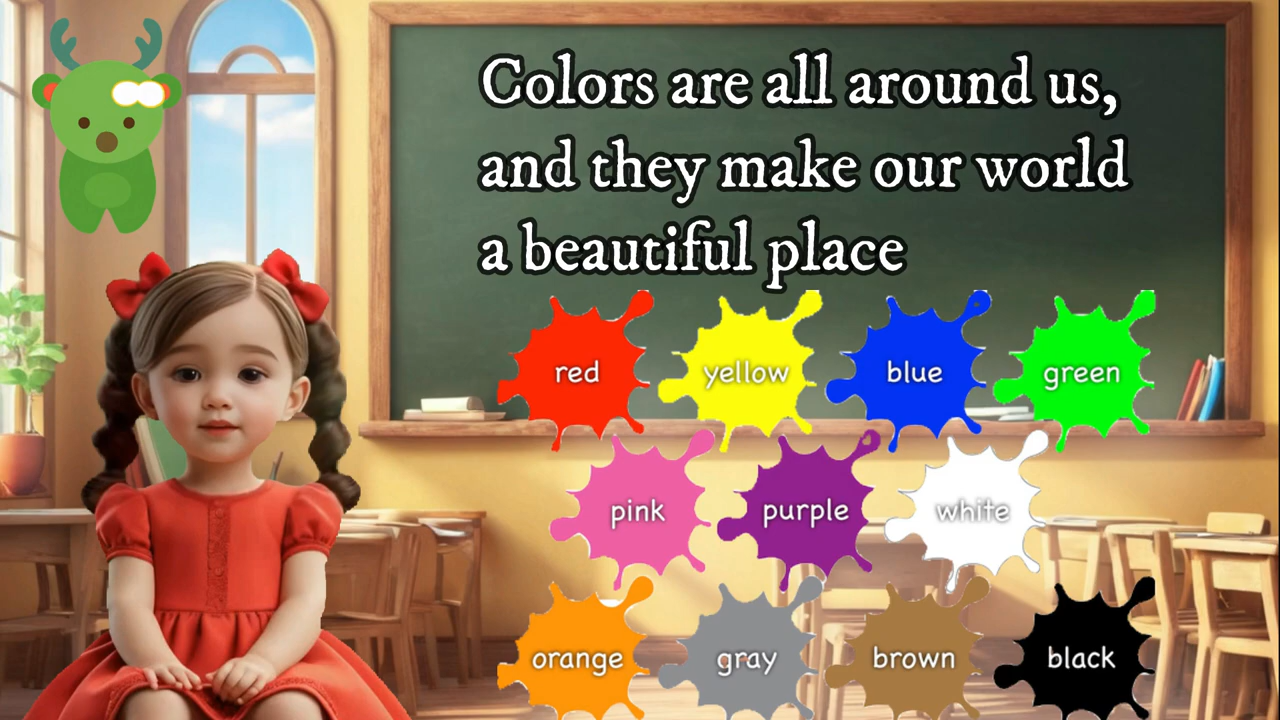 Colors are all around us,
and they make our world
a beautiful place
red yellow blue green
pink purple white
orange gray brown black